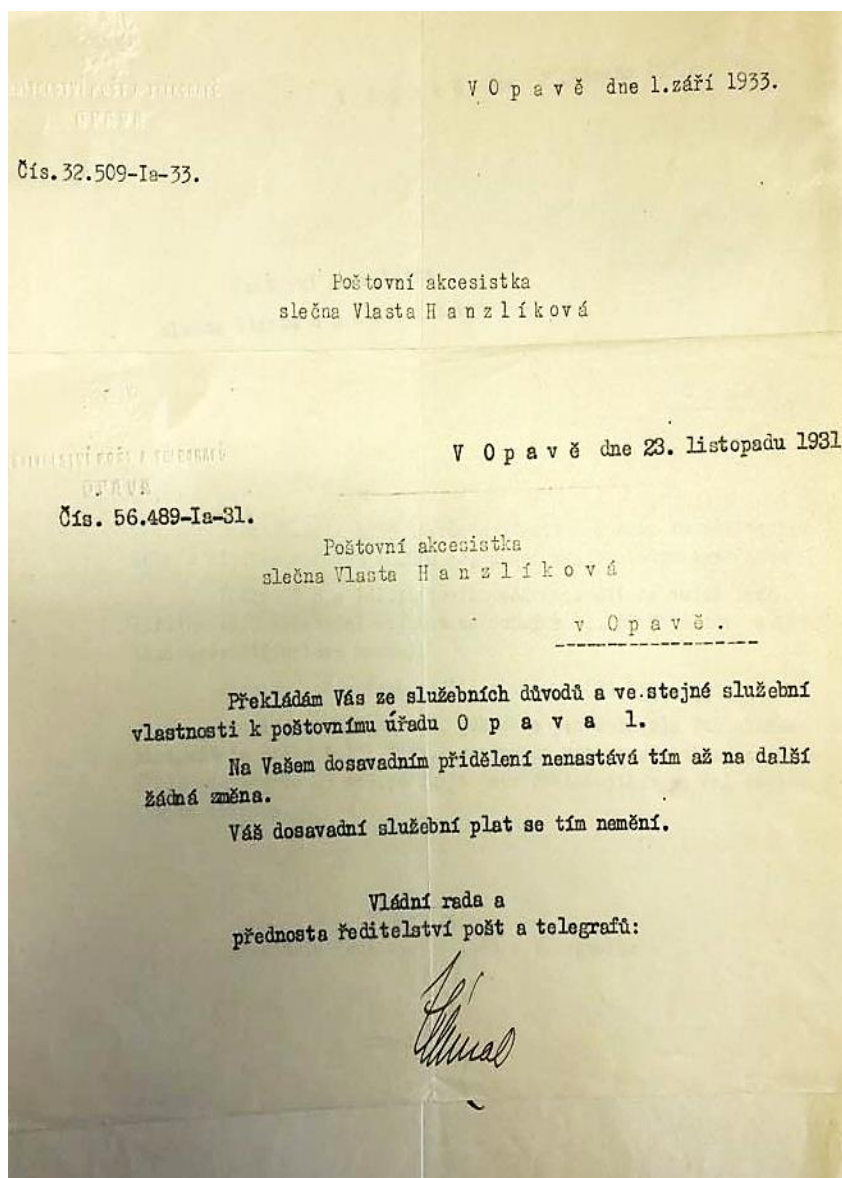 V O p a v ě dne 1.září 1933.
OPAVA
Čís.32.509-Ia-33.
Poštovní akcesistka
slečna Vlasta H a n z l í k o v á
V O p a v ě dne 23. listopadu 1931
OPAVA
Čís. 56.489-Ia-31.
Poštovní akcesistka
slečna Vlasta H a n z l í k o v á
v O p a v ě .
Překládám Vás ze služebních důvodů a ve stejné služební
vlastnosti k poštovnímu úřadu O p a v a 1.
Na Vašem dosavadním přidělení nenastává tím až na další
žádná změna.
Váš dosavadní služební plat se tím nemění.
Vládní rada a
přednosta ředitelství pošt a telegrafů: